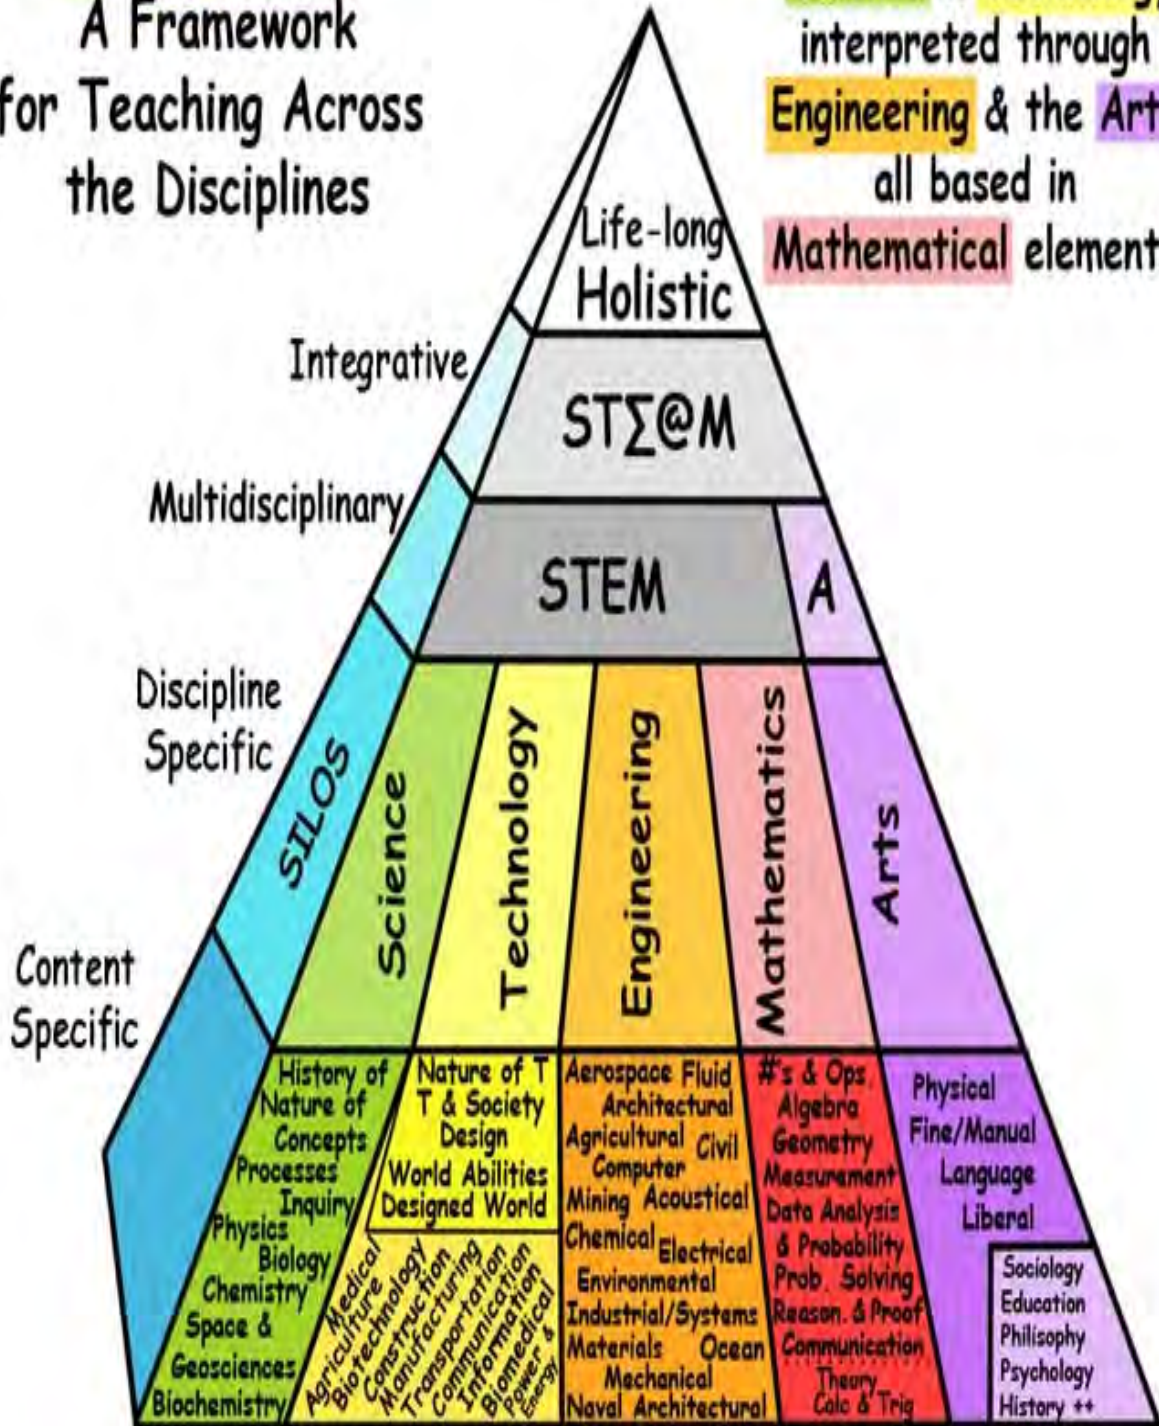 A Framework
for Teaching Across
the Disciplines
interpreted through
Engineering & the Art
all based in
Mathematical element
Life-long
Holistic
Integrative
ST∑@M
Multidisciplinary
STEM
A
Discipline
Specific
SILOS
Science
Technology
Engineering
Mathematics
Arts
Content
Specific
History of
Nature of
Concepts
Processes
Inquiry
Physics
Biology
Chemistry
Space &
Geosciences
Biochemistry
Nature of T
T & Society
Design
World Abilities
Designed World
Medical
Agriculture
Biotechnology
Construction
Manufacturing
Transportation
Communication
Information
Biomedical
Power &
Energy
Aerospace Fluid
Architectural
Agricultural Civil
Computer
Mining Acoustical
Chemical Electrical
Environmental
Industrial/Systems
Materials Ocean
Mechanical
Naval Architectural
#'s & Ops.
Algebra
Geometry
Measurement
Data Analysis
& Probability
Prob. Solving
Reason. & Proof
Communication
Theory
Calc & Trig
Physical
Fine/Manual
Language
Liberal
Sociology
Education
Philisophy
Psychology
History ++